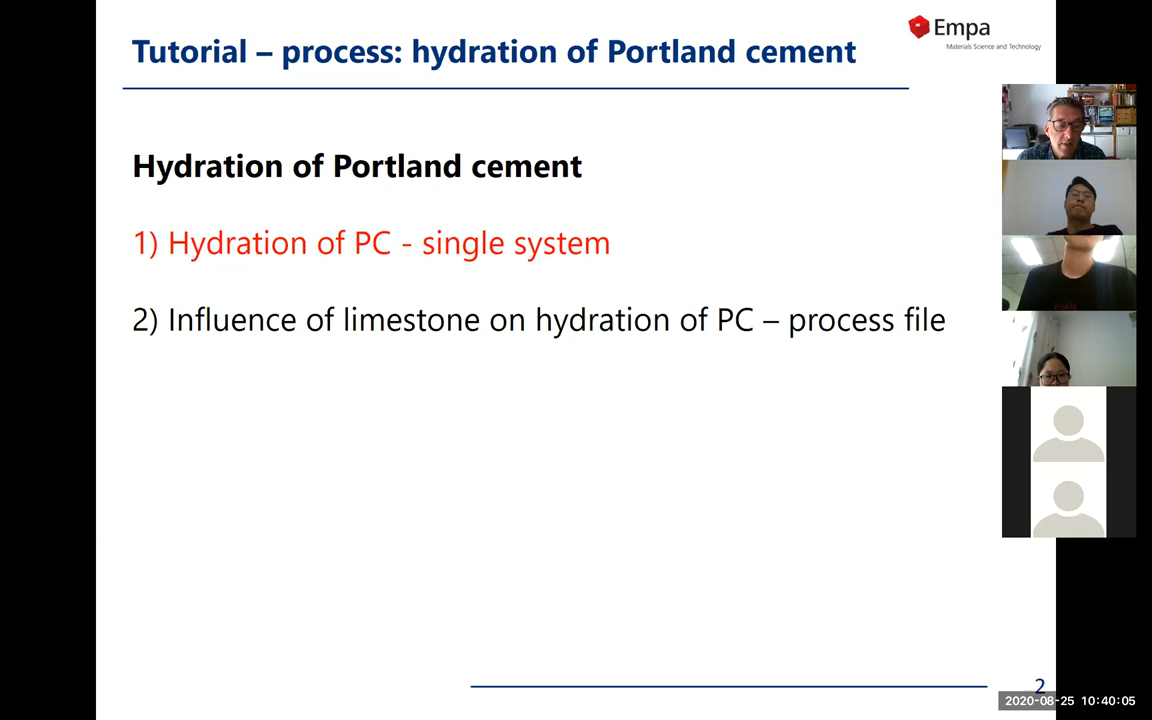 Tutorial – process: hydration of Portland cement
Empa
Materials Science and Technology
Hydration of Portland cement
1) Hydration of PC - single system
2) Influence of limestone on hydration of PC – process file
2
2020-08-25 10:40:05